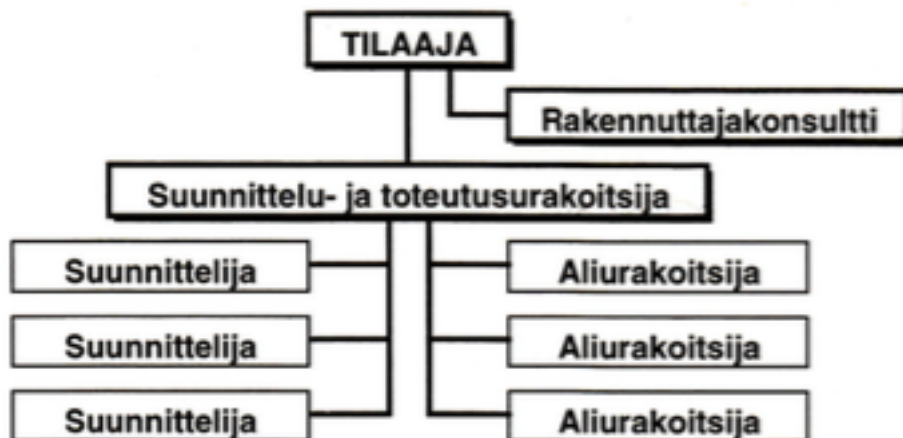 TILAAJA
Rakennuttajakonsultti
Suunnittelu- ja toteutusurakoitsija
Suunnittelija
Aliurakoitsija
Suunnittelija
Aliurakoitsija
Suunnittelija
Aliurakoitsija